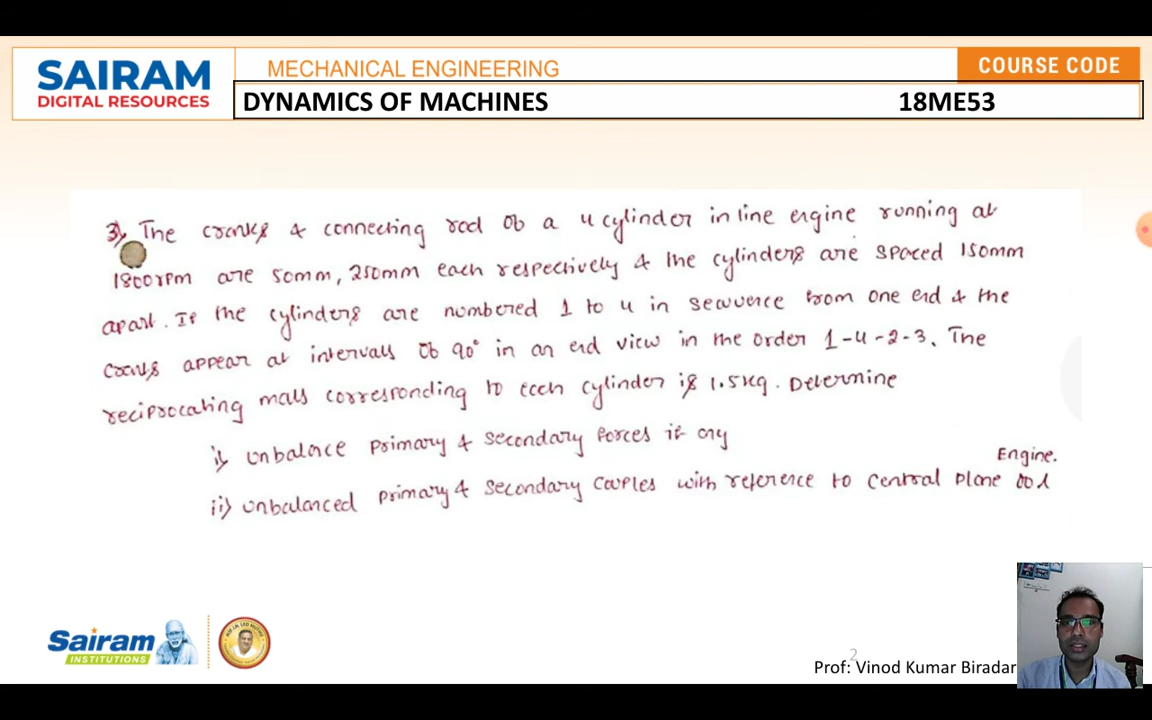 SAIRAM
DIGITAL RESOURCES
MECHANICAL ENGINEERING
COURSE CODE
DYNAMICS OF MACHINES 18ME53
3) The cranks & connecting rod of a 4 cylinder in line engine running at
1800rpm are 50mm, 250mm each respectively & the cylinders are spaced 150mm
apart. If the cylinders are numbered 1 to 4 in sequence from one end & the
cranks appear at intervals of 90° in an end view in the order 1-4-2-3. The
reciprocating mass corresponding to each cylinder is 1.5kg. Determine
i) unbalance primary & secondary forces if any
ii) unbalanced primary & secondary couples with reference to central plane of
Engine.
Sairam
INSTITUTIONS
2
Prof: Vinod Kumar Biradar